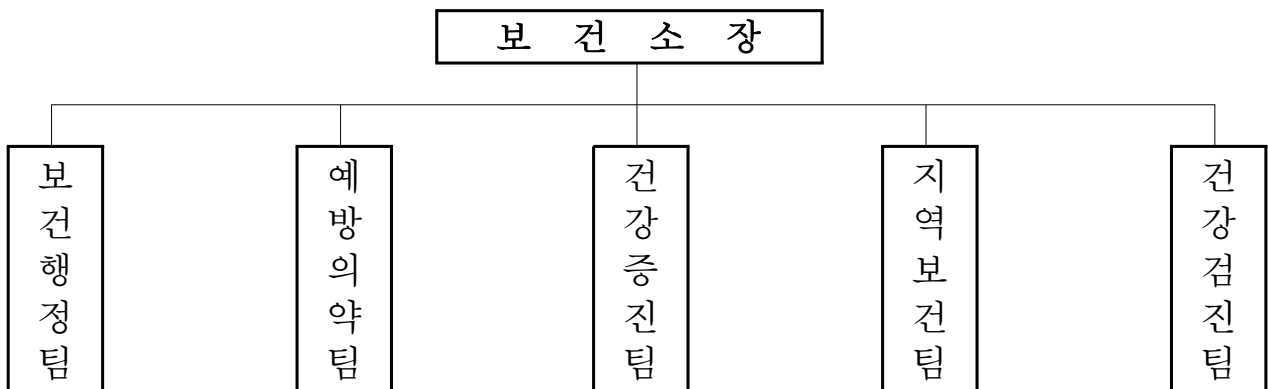 보 건 소 장
보건행정팀
예방의약팀
건강증진팀
지역보건팀
건강검진팀